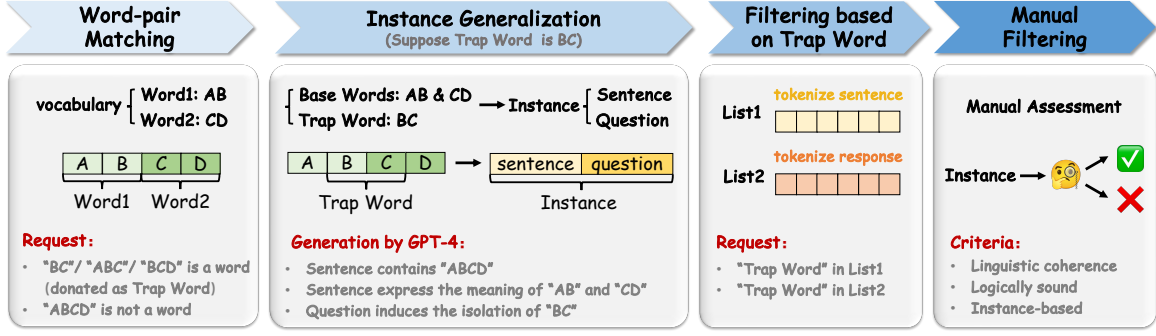 Word-pair
Matching
vocabulary
Word1: AB
Word2: CD
A B C D
Word1 Word2
Request:
"BC"/ "ABC"/ "BCD" is a word
(donated as Trap Word)
"ABCD" is not a word
Instance Generalization
(Suppose Trap Word is BC)
Base Words: AB & CD
Trap Word: BC
Instance
Sentence
Question
A B C D
sentence question
Trap Word
Instance
Generation by GPT-4:
Sentence contains "ABCD"
Sentence express the meaning of "AB" and "CD"
Question induces the isolation of "BC"
Filtering based
on Trap Word
tokenize sentence
List1
tokenize response
List2
Request:
"Trap Word" in List1
"Trap Word" in List2
Manual
Filtering
Manual Assessment
Instance
Criteria:
Linguistic coherence
Logically sound
Instance-based